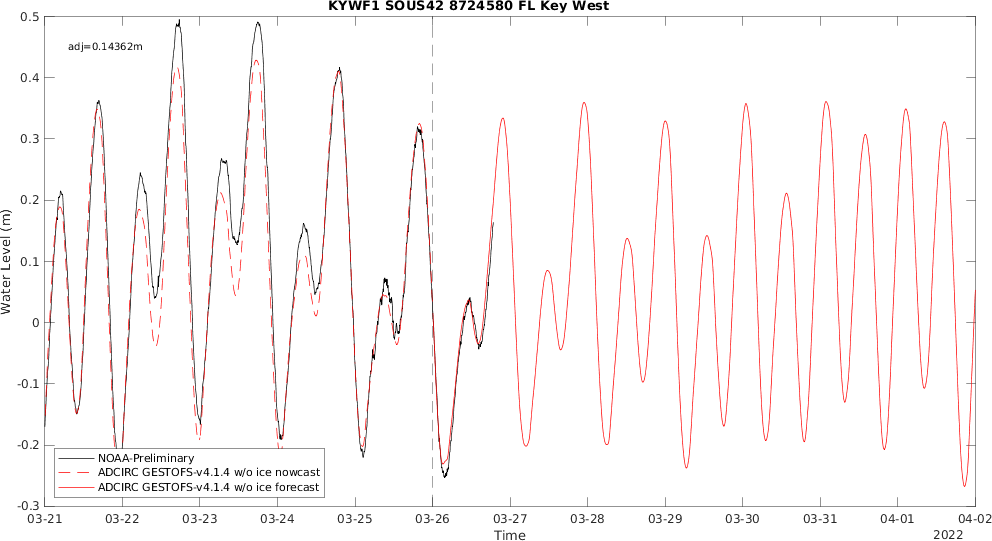 KYWF1 SOUS42 8724580 FL Key West
adj=0.14362m
0.5
0.4
0.3
0.2
0.1
0
-0.1
-0.2
-0.3
Water Level (m)
NOAA-Preliminary
ADCIRC GESTOFS-v4.1.4 w/o ice nowcast
ADCIRC GESTOFS-v4.1.4 w/o ice forecast
03-21 03-22 03-23 03-24 03-25 03-26 03-27 03-28 03-29 03-30 03-31 04-01 04-02
Time
2022